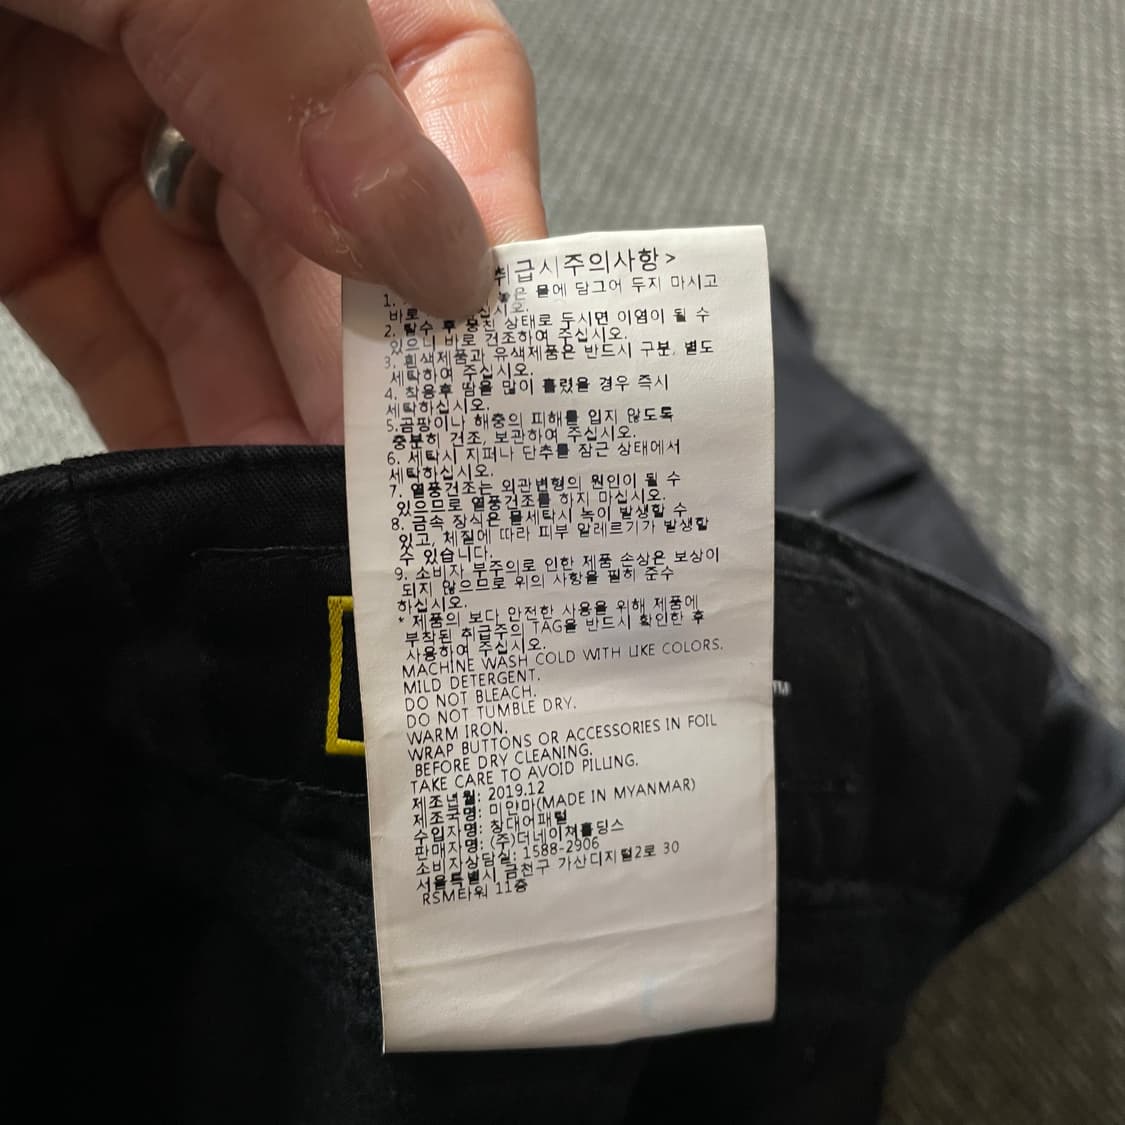 취급시주의사항>
1. 높은 물에 담그어 두지 마시고
바로 십시오.
2. 탈수 후 뭉친 상태로 두시면 이염이 될 수
있으니 바로 건조하여 주십시오.
3. 흰색제품과 유색제품은 반드시 구분, 별도
세탁하여 주십시오.
4. 착용후 땀을 많이 흘렸을 경우 즉시
세탁하십시오.
5.곰팡이나 해충의 피해를 입지 않도록
충분히 건조, 보관하여 주십시오.
6. 세탁시 지퍼나 단추를 잠근 상태에서
세탁하십시오.
7. 열풍건조는 외관변형의 원인이 될 수
있으므로 열풍건조를 하지 마십시오.
8. 금속 장식은 물세탁시 녹이 발생할 수
있고, 체질에 따라 피부 알레르기가 발생할
수 있습니다.
9. 소비자 부주의로 인한 제품 손상은 보상이
되지 않으므로 위의 사항을 필히 준수
하십시오.
* 제품의 보다 안전한 사용을 위해 제품에
부착된 취급주의 TAG을 반드시 확인한 후
사용하여 주십시오.
MACHINE WASH COLD WITH LIKE COLORS.
MILD DETERGENT.
DO NOT BLEACH.
DO NOT TUMBLE DRY.
WARM IRON.
WRAP BUTTONS OR ACCESSORIES IN FOIL
BEFORE DRY CLEANING.
TAKE CARE TO AVOID PILLING.
제조년월: 2019.12
제조국명: 미얀마(MADE IN MYANMAR)
수입자명: 창대어패럴
판매자명: (주)더네이쳐홀딩스
소비자상담실: 1588-2906
서울특별시 금천구 가산디지털2로 30
RSM타워 11층
TM